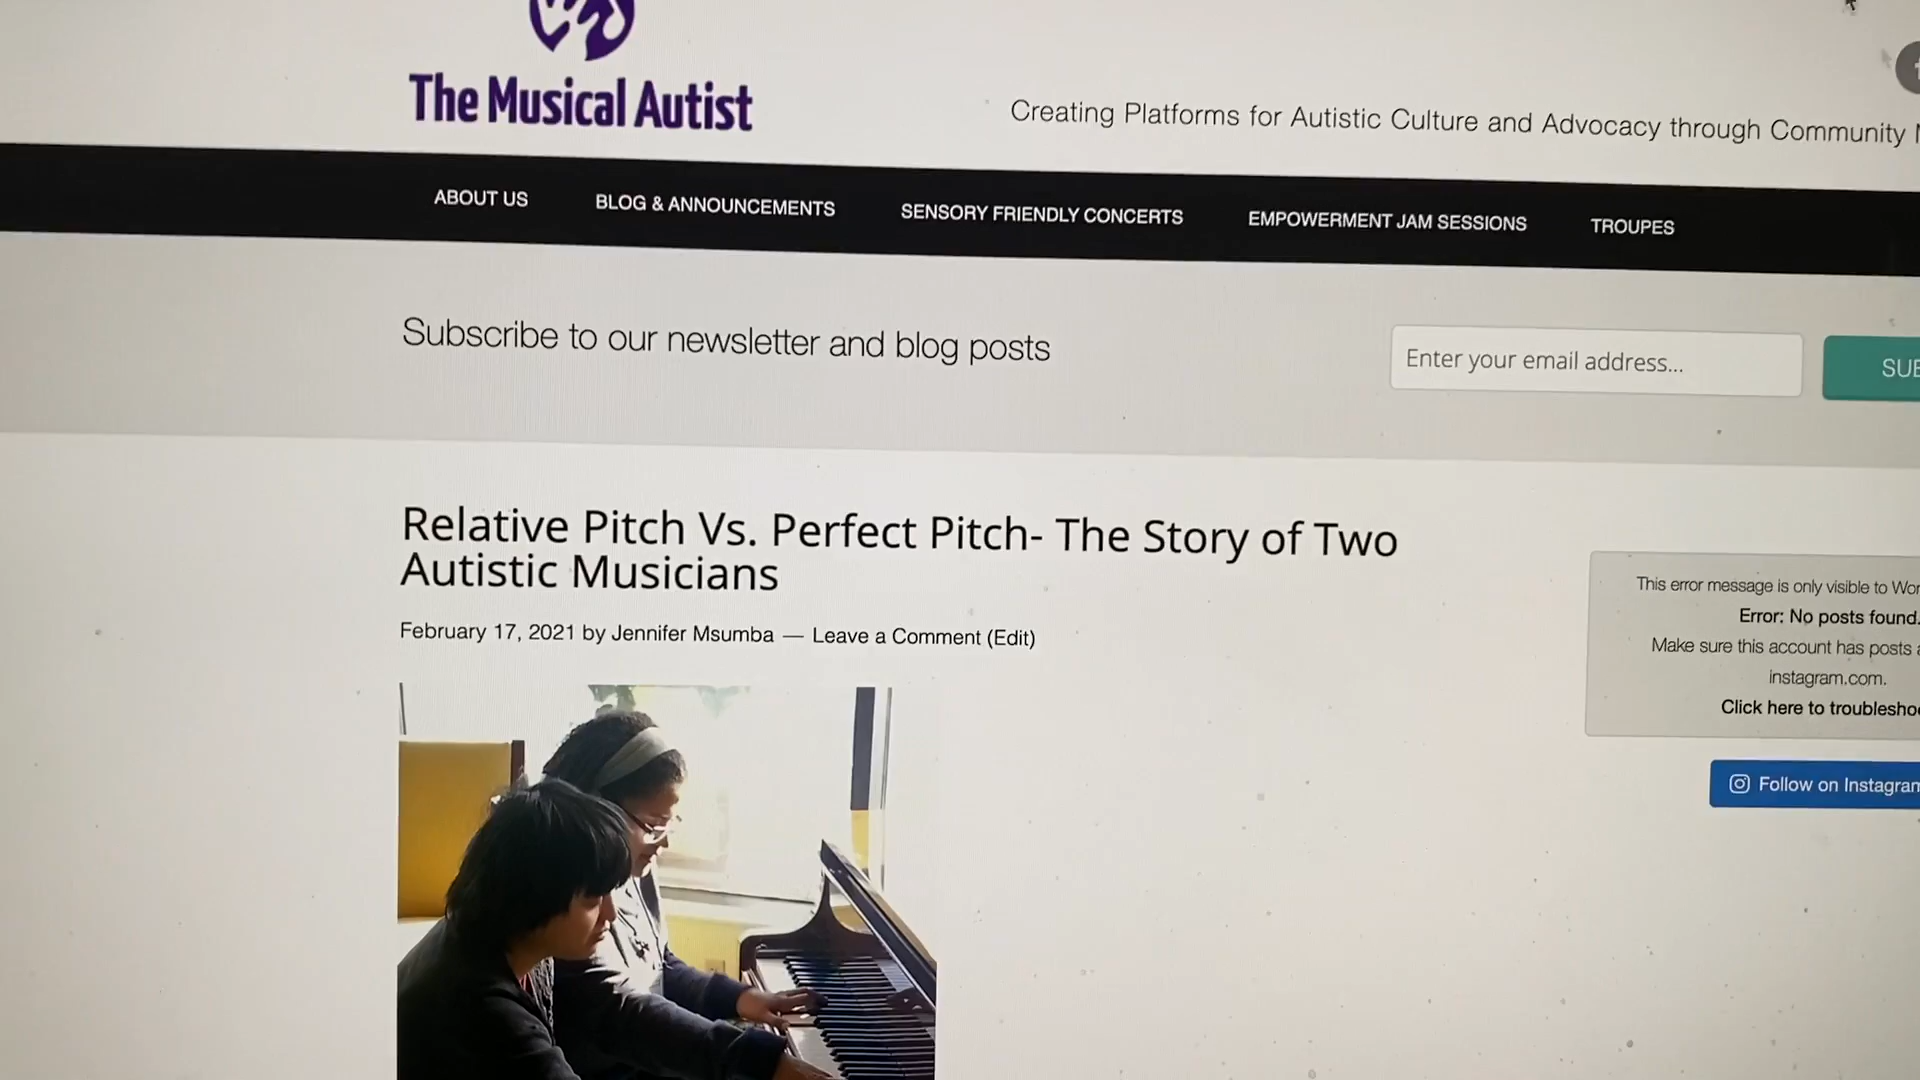 The Musical Autist
Creating Platforms for Autistic Culture and Advocacy through Community
ABOUT US
BLOG & ANNOUNCEMENTS
SENSORY FRIENDLY CONCERTS
EMPOWERMENT JAM SESSIONS
TROUPES
Subscribe to our newsletter and blog posts
Enter your email address...
Relative Pitch Vs. Perfect Pitch- The Story of Two
Autistic Musicians
February 17, 2021 by Jennifer Msumba — Leave a Comment (Edit)
This error message is only visible to
Error: No posts found.
Make sure this account has posts
instagram.com.
Click here to
Follow on Instagram